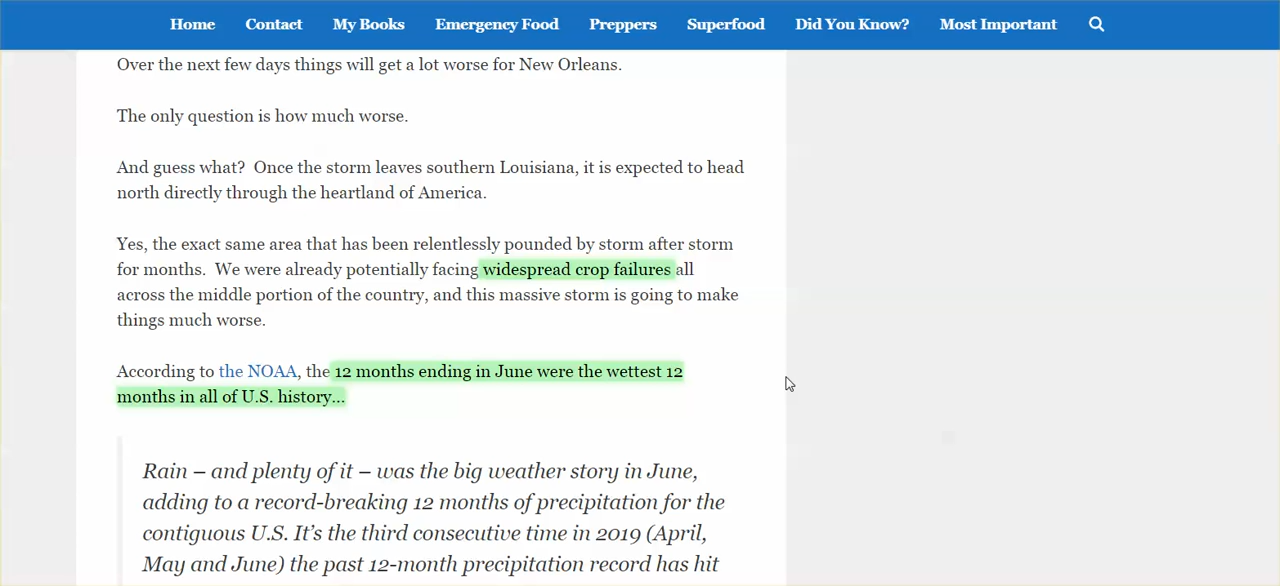 Home Contact My Books Emergency Food Preppers Superfood Did You Know? Most Important
Over the next few days things will get a lot worse for New Orleans.
The only question is how much worse.
And guess what?  Once the storm leaves southern Louisiana, it is expected to head
north directly through the heartland of America.
Yes, the exact same area that has been relentlessly pounded by storm after storm
for months.  We were already potentially facing widespread crop failures all
across the middle portion of the country, and this massive storm is going to make
things much worse.
According to the NOAA, the 12 months ending in June were the wettest 12
months in all of U.S. history…
Rain – and plenty of it – was the big weather story in June,
adding to a record-breaking 12 months of precipitation for the
contiguous U.S. It’s the third consecutive time in 2019 (April,
May and June) the past 12-month precipitation record has hit